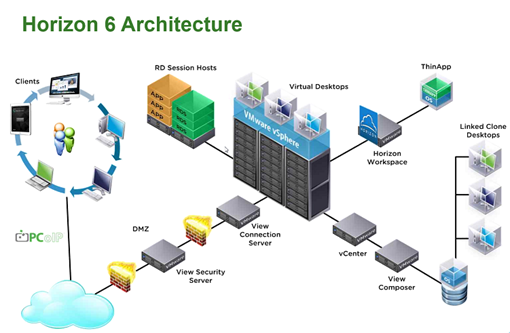 Horizon 6 Architecture
Clients
RD Session Hosts
Virtual Desktops
ThinApp
App
App
App
VMware vSphere
OS
Horizon
Workspace
Linked Clone
Desktops
PCoIP
DMZ
View Security
Server
View
Connection
Server
vCenter
View
Composer
OS